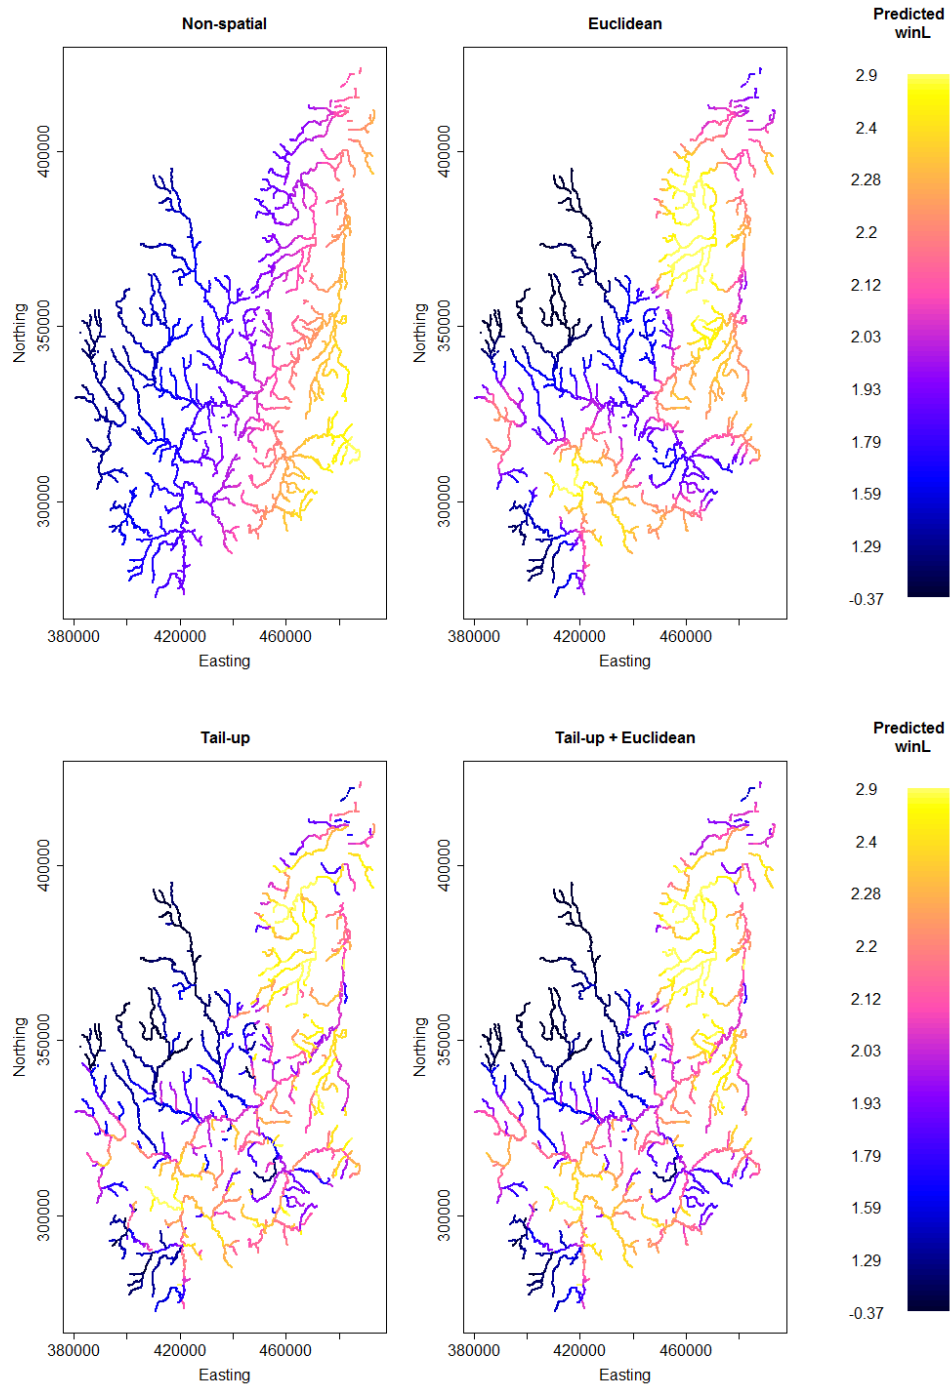 Non-spatial
Euclidean
Predicted
winL
400000
350000
300000
Northing
380000 420000 460000
Easting
400000
350000
300000
Northing
380000 420000 460000
Easting
2.9
2.4
2.28
2.2
2.12
2.03
1.93
1.79
1.59
1.29
-0.37
Tail-up
Tail-up + Euclidean
Predicted
winL
400000
350000
300000
Northing
380000 420000 460000
Easting
400000
350000
300000
Northing
380000 420000 460000
Easting
2.9
2.4
2.28
2.2
2.12
2.03
1.93
1.79
1.59
1.29
-0.37